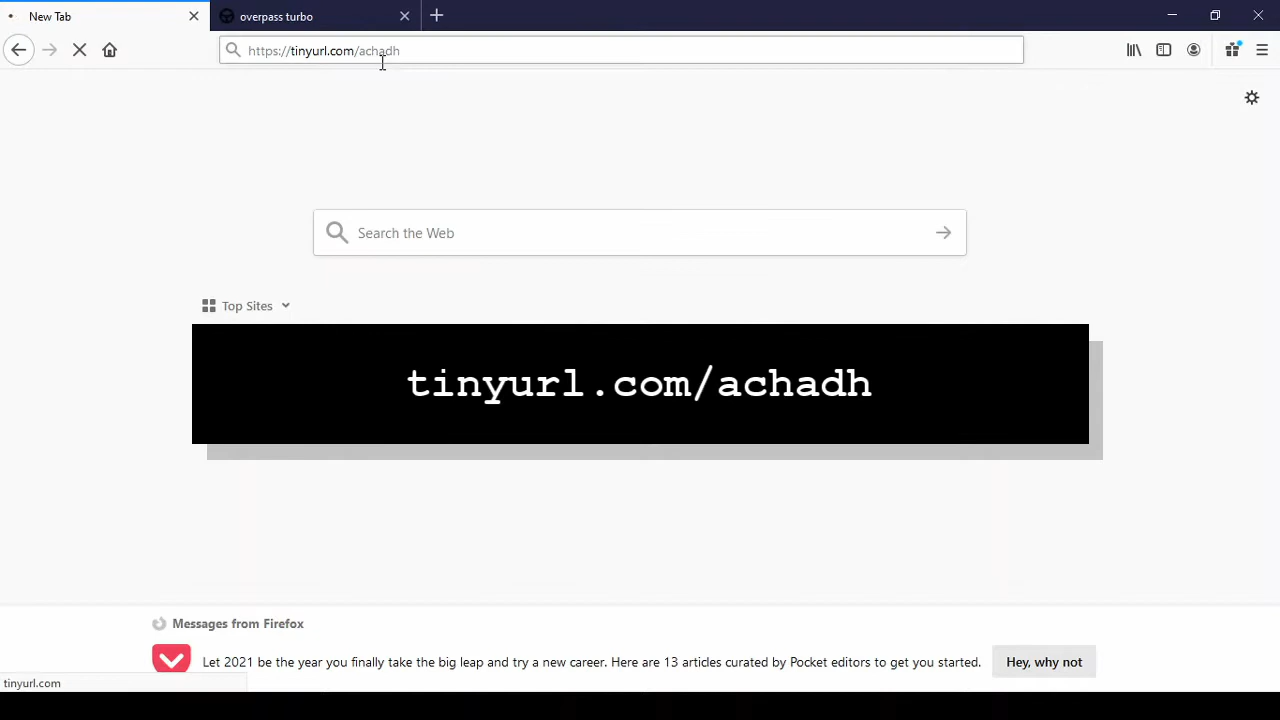 New Tab
overpass turbo
https://tinyurl.com/achadh
Search the Web
Top Sites
tinyurl.com/achadh
Messages from Firefox
Let 2021 be the year you finally take the big leap and try a new career. Here are 13 articles curated by Pocket editors to get you started.
Hey, why not
tinyurl.com